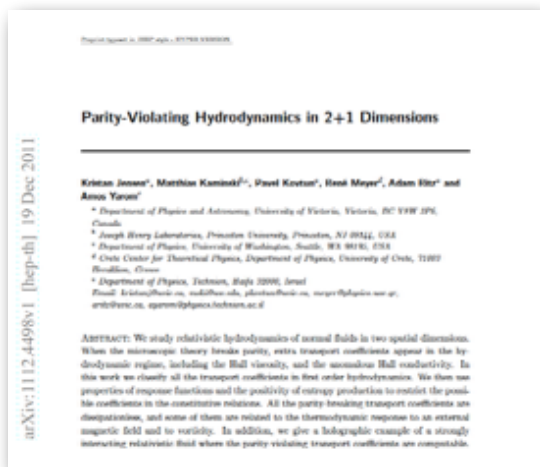 Preprint typeset in JHEP style - HYPER VERSION
Parity-Violating Hydrodynamics in 2+1 Dimensions
Kristan Jensen, Matthias Kaminski, Pavel Kovtun, René Meyer, Adam Ritz and
Amos Yarom
a Department of Physics and Astronomy, University of Victoria, Victoria, BC V8W 3P6,
Canada
b Joseph Henry Laboratories, Princeton University, Princeton, NJ 08544, USA
c Department of Physics, University of Washington, Seattle, WA 98195, USA
d Crete Center for Theoretical Physics, Department of Physics, University of Crete, 71003
Heraklion, Greece
e Department of Physics, Technion, Haifa 32000, Israel
Email:
ABSTRACT: We study relativistic hydrodynamics of normal fluids in two spatial dimensions.
When the microscopic theory breaks parity, extra transport coefficients appear in the hy-
drodynamic regime, including the Hall viscosity, and the anomalous Hall conductivity. In
this work we classify all the transport coefficients in first order hydrodynamics. We then use
properties of response functions and the positivity of entropy production to restrict the possi-
ble coefficients in the constitutive relations. All the parity-breaking transport coefficients are
dissipationless, and some of them are related to the thermodynamic response to an external
magnetic field and to vorticity. In addition, we give a holographic example of a strongly
interacting relativistic fluid where the parity-violating transport coefficients are computable.
arXiv:1112.4498v1 [hep-th] 19 Dec 2011